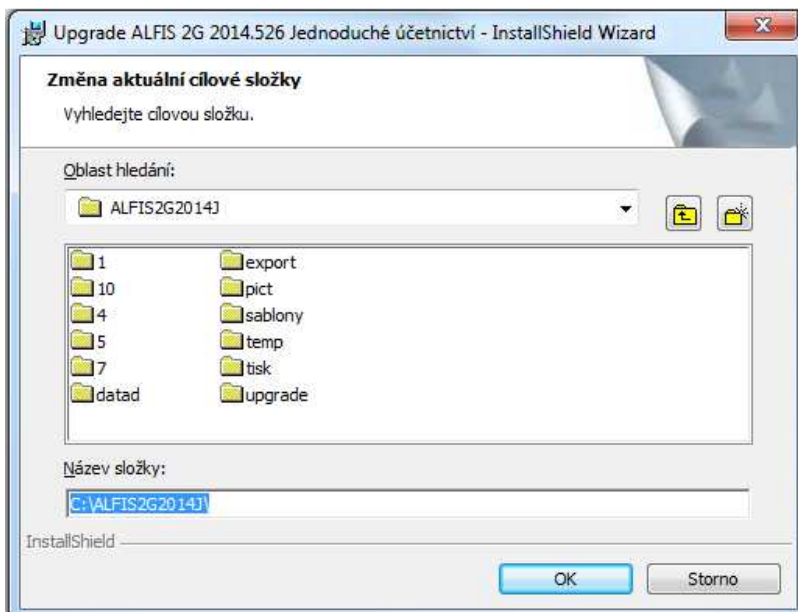 Upgrade ALFIS 2G 2014.526 Jednoduché účetnictví - InstallShield Wizard
Změna aktuální cílové složky
Vyhledejte cílovou složku.
Oblast hledání:
ALFIS2G2014J
1 export
10 pict
4 sablony
5 temp
7 tisk
datad upgrade
Název složky:
C:\ALFIS2G2014J\
InstallShield
OK Storno